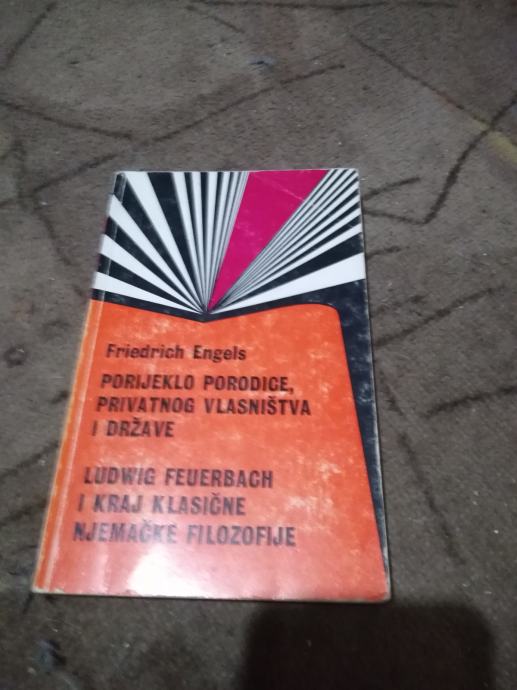 Friedrich Engels
PORIJEKLO PORODICE,
PRIVATNOG VLASNIŠTVA
I DRŽAVE
LUDWIG FEUERBACH
I KRAJ KLASIČNE
NJEMAČKE FILOZOFIJE